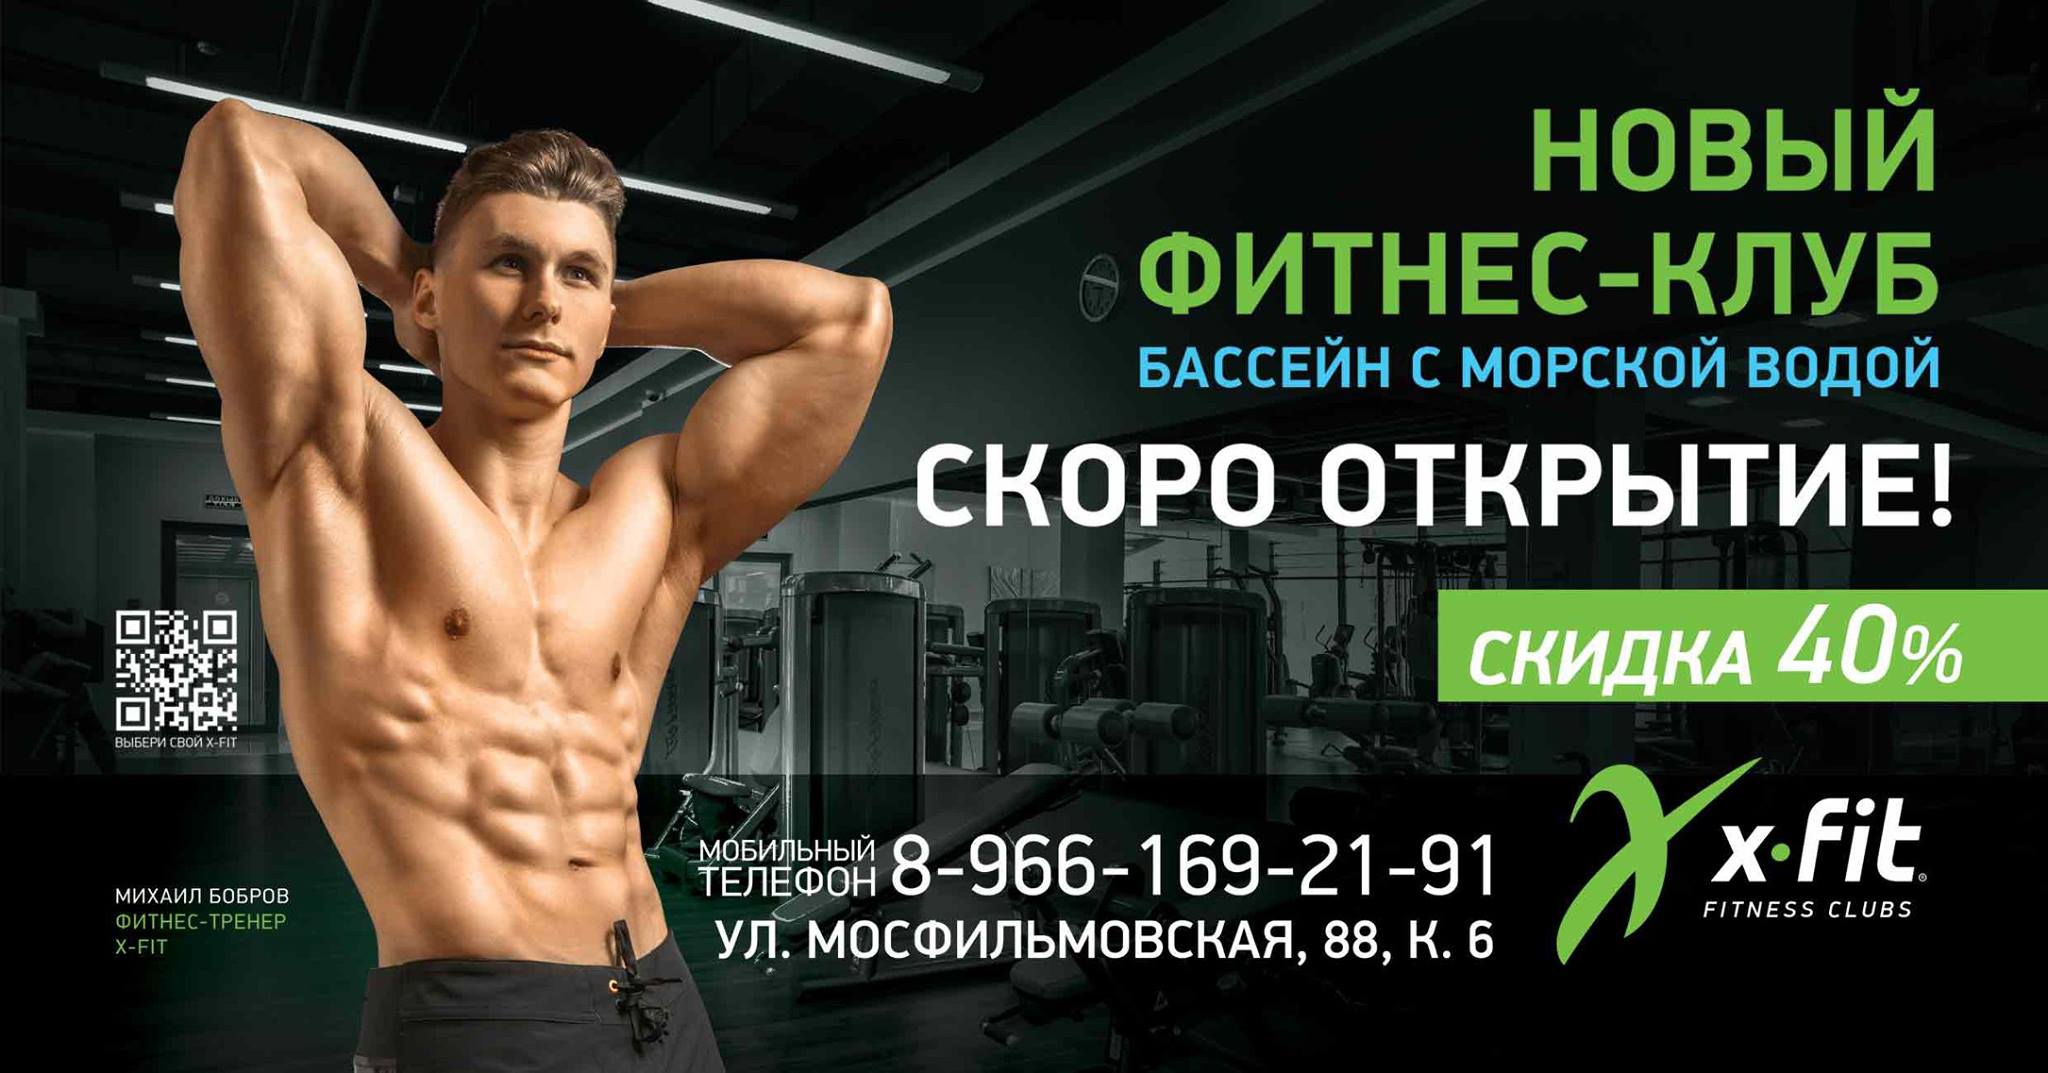 НОВЫЙ
ФИТНЕС-КЛУБ
БАССЕЙН С МОРСКОЙ ВОДОЙ
СКОРО ОТКРЫТИЕ!
СКИДКА 40%
ВЫБЕРИ СВОЙ X-FIT
МИХАИЛ БОБРОВ
ФИТНЕС-ТРЕНЕР
X-FIT
МОБИЛЬНЫЙ
ТЕЛЕФОН 8-966-169-21-91
УЛ. МОСФИЛЬМОВСКАЯ, 88, К. 6
x·fit®
FITNESS CLUBS